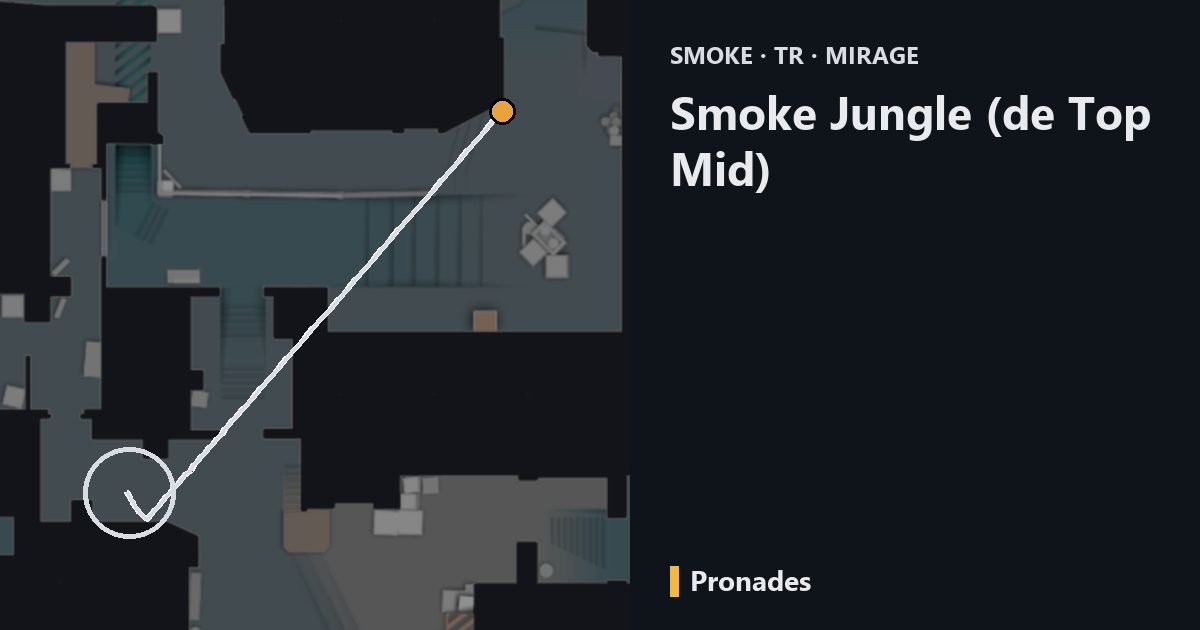 SMOKE · TR · MIRAGE
Smoke Jungle (de Top
Mid)
Pronades